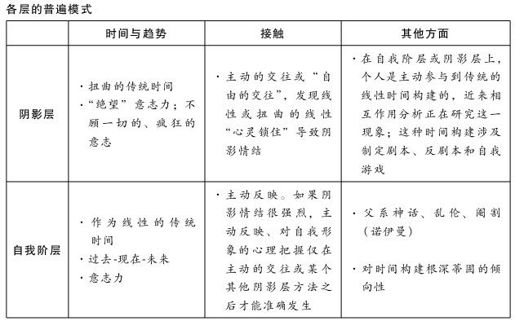 各层的普遍模式
时间与趋势
接触
其他方面
阴影层
· 扭曲的传统时间
· “绝望”意志力；不
愿一切的、疯狂的
意志
· 主动的交往或“自
由的交往”，发现线
性或扭曲的线性
“心灵锁住”导致阴
影情结
· 在自我阶层或阴影层上，
个人是主动参与到传统的
线性时间构建的，近来相
互作用分析正在研究这一
现象；这种时间构建涉及
制定剧本、反剧本和自我
游戏
自我阶层
· 作为线性的传统
时间
· 过去-现在-未来
· 意志力
· 主动反映。如果阴
影情结很强烈，主
动反映、对自我形
象的心理把握仅在
主动的交往或某个
其他阴影层方法之
后才能准确发生
· 父系神话、乱伦、阉割
（诺伊曼）
· 对时间构建根深蒂固的倾
向性